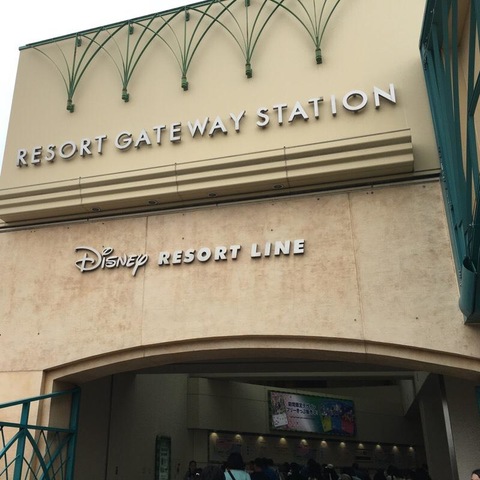 RESORT GATEWAY STATION
Disney RESORT LINE